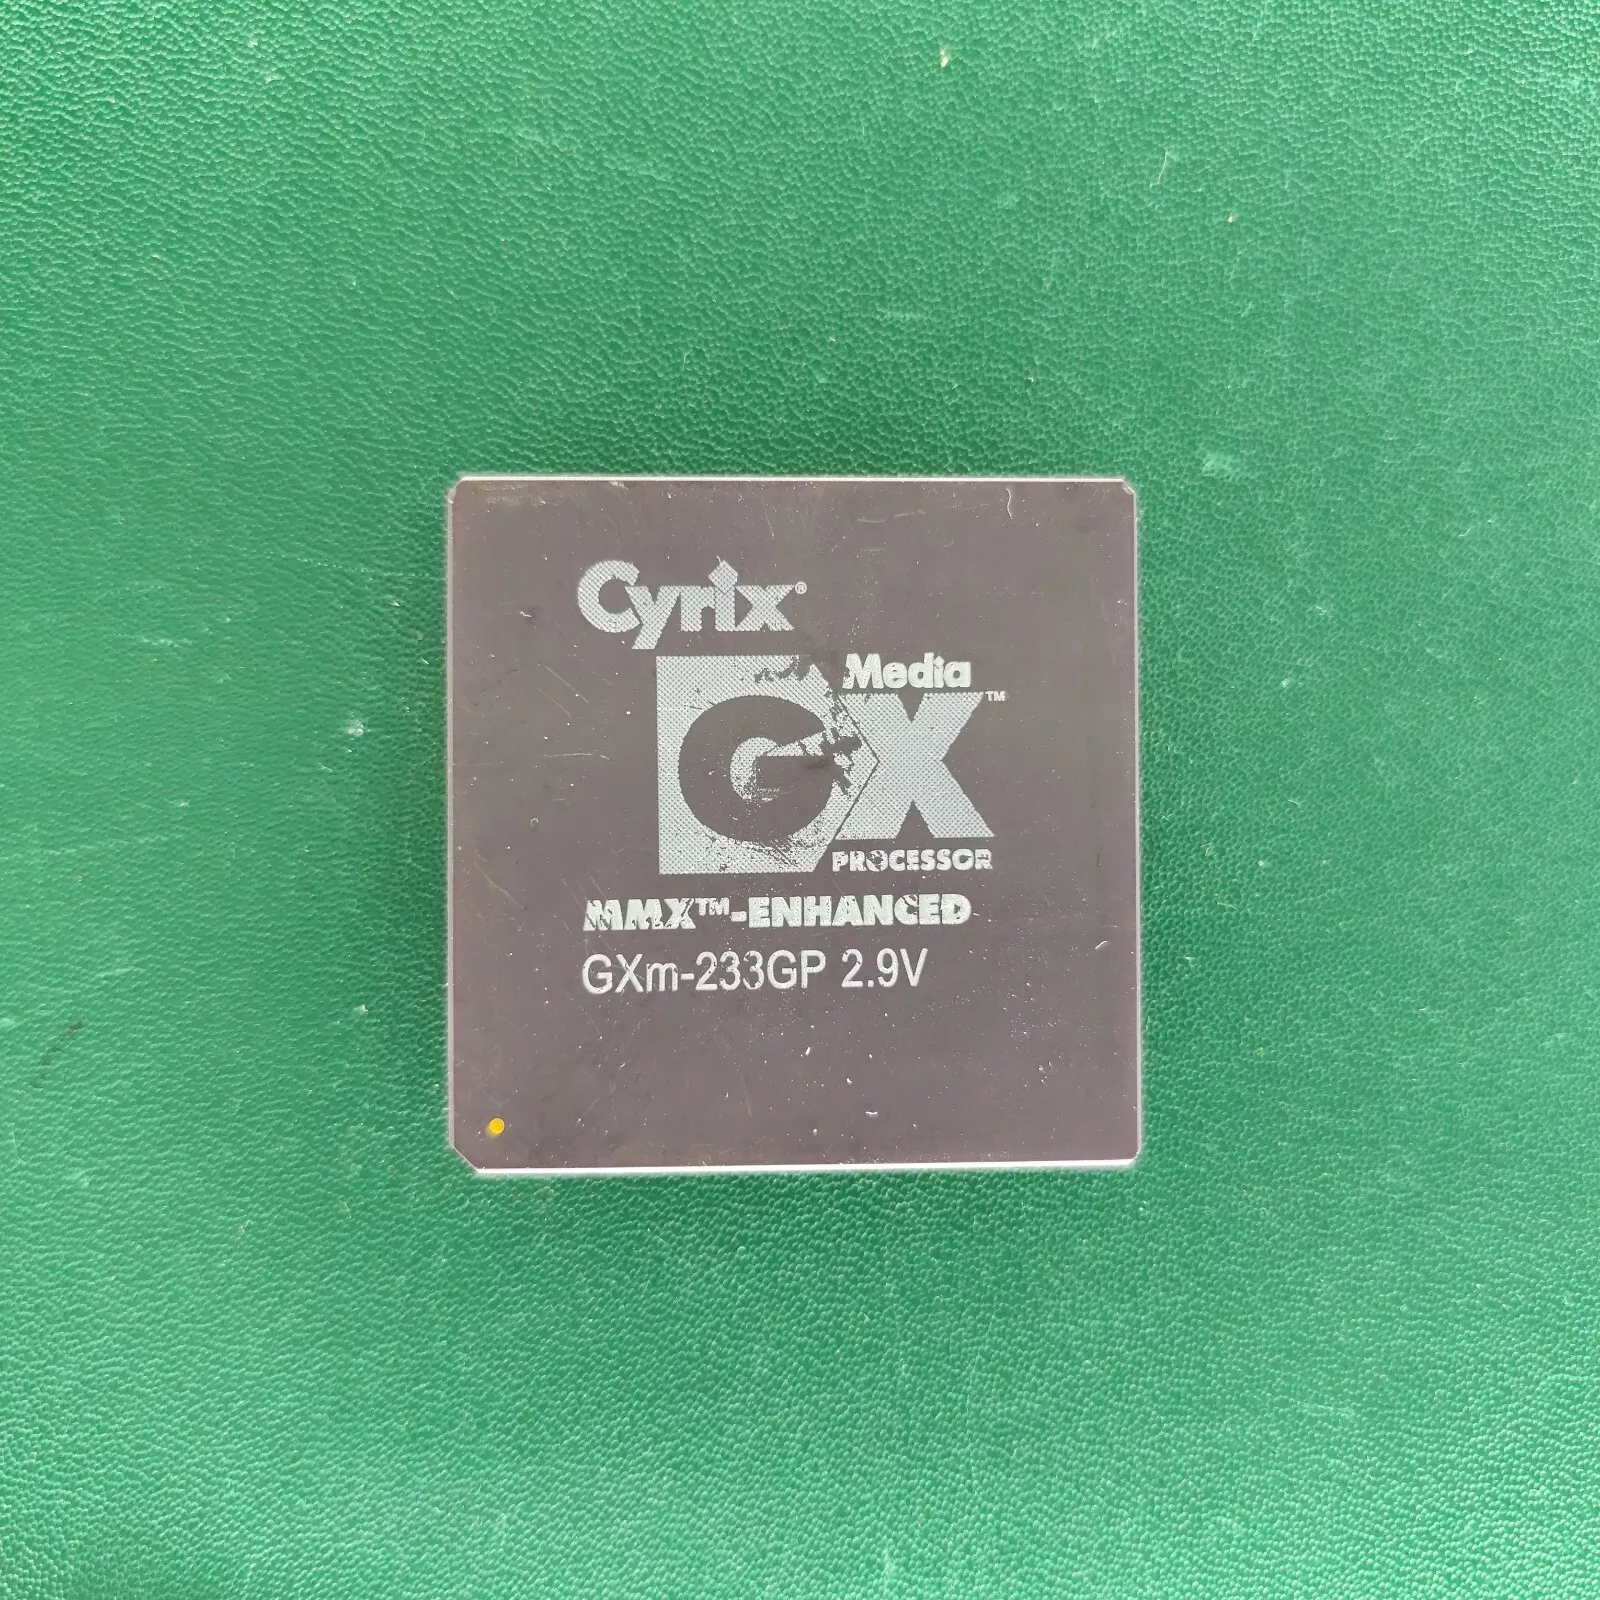 Cyrix®
Media
GX™
PROCESSOR
MMX™-ENHANCED
GXm-233GP 2.9V